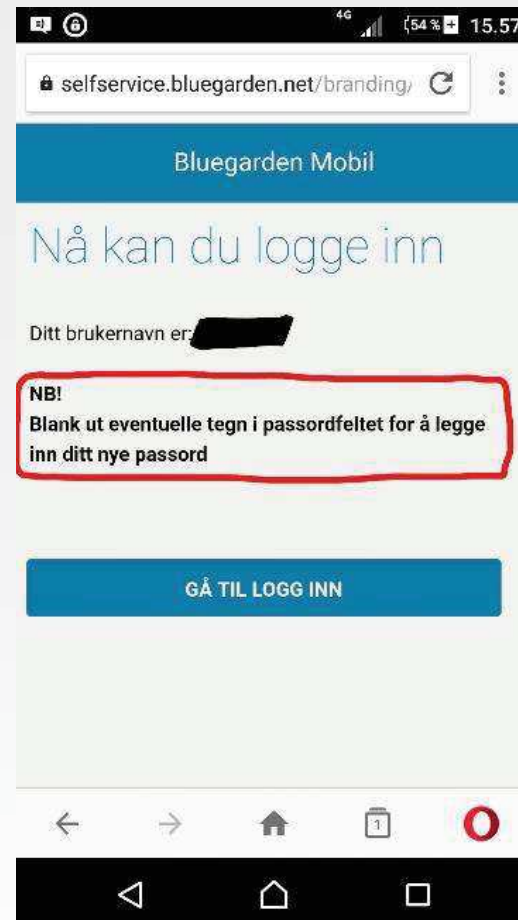 4G 54% 15.57
selfservice.bluegarden.net/branding/
Bluegarden Mobil
Nå kan du logge inn
Ditt brukernavn er:
NB!
Blank ut eventuelle tegn i passordfeltet for å legge
inn ditt nye passord
GÅ TIL LOGG INN
1